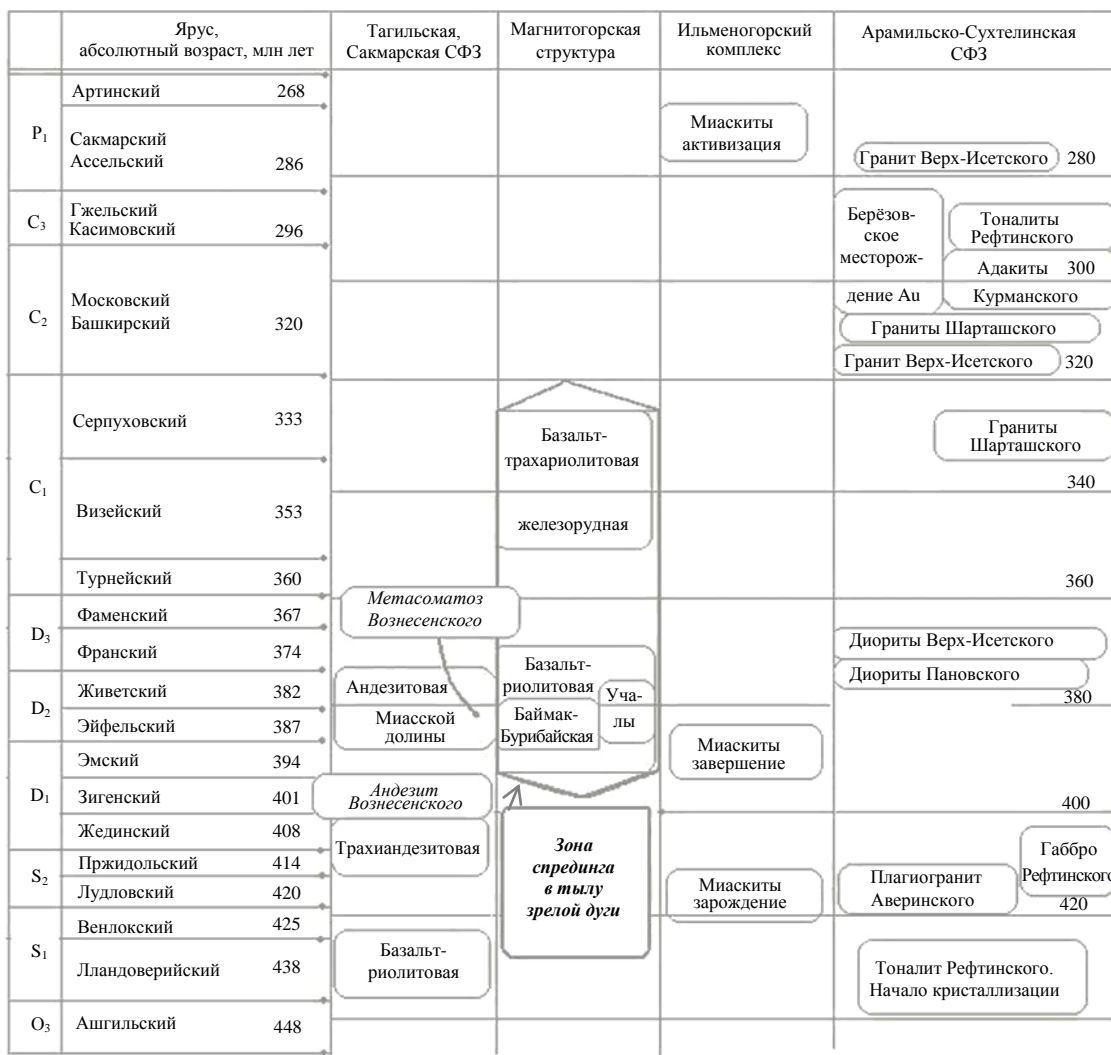 Ярус,
абсолютный возраст, млн лет
Тагильская,
Сакмарская СФЗ
Магнитогорская
структура
Ильменогорский
комплекс
Арамильско-Сухтелинская
СФЗ
P₁
Артинский 268
Сакмарский
Ассельский 286
Миаскиты
активизация
Гранит Верх-Исетского 280
C₃
Гжельский
Касимовский 296
Берёзов-
ское
месторож-
дение Au
Тоналиты
Рефтинского
Адакиты 300
Курманского
C₂
Московский
Башкирский 320
Граниты Шарташского
Гранит Верх-Исетского 320
C₁
Серпуховский 333
Базальт-
трахариолитовая
железорудная
Граниты
Шарташского
340
Визейский 353
Турнейский 360
360
D₃
Фаменский 367
Метасоматоз
Вознесенского
Франский 374
Диориты Верх-Исетского
Диориты Пановского
380
D₂
Живетский 382
Эйфельский 387
Андезитовая
Миасской
долины
Базальт-
риолитовая
Уча-
лы
Баймак-
Бурибайская
Миаскиты
завершение
D₁
Эмский 394
Зигенский 401
Жединский 408
Андезит
Вознесенского
400
Трахиандезитовая
Зона
спрединга
в тылу
зрелой дуги
S₂
Пржидольский 414
Лудловский 420
Миаскиты
зарождение
Плагиогранит
Аверинского
Габбро
Рефтинского
420
S₁
Венлокский 425
Лландоверийский 438
Базальт-
риолитовая
Тоналит Рефтинского.
Начало кристаллизации
O₃
Ашгильский 448